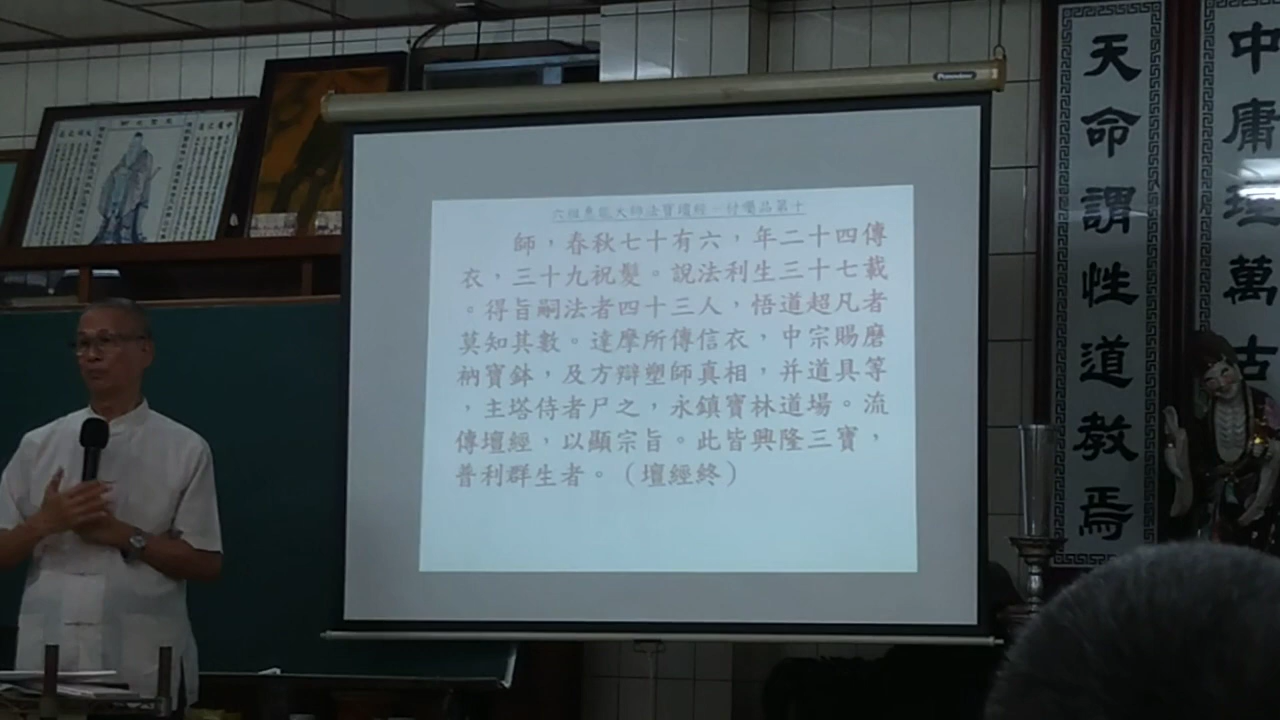 六祖惠能大師法寶壇經－付囑品第十
師，春秋七十有六，年二十四傳
衣，三十九祝髮。說法利生三十七載
。得旨嗣法者四十三人，悟道超凡者
莫知其數。達摩所傳信衣，中宗賜磨
衲寶鉢，及方辯塑師真相，并道具等
，主塔侍者尸之，永鎮寶林道場。流
傳壇經，以顯宗旨。此皆興隆三寶，
普利群生者。（壇經終）
天命謂性道教焉
中庸理萬古